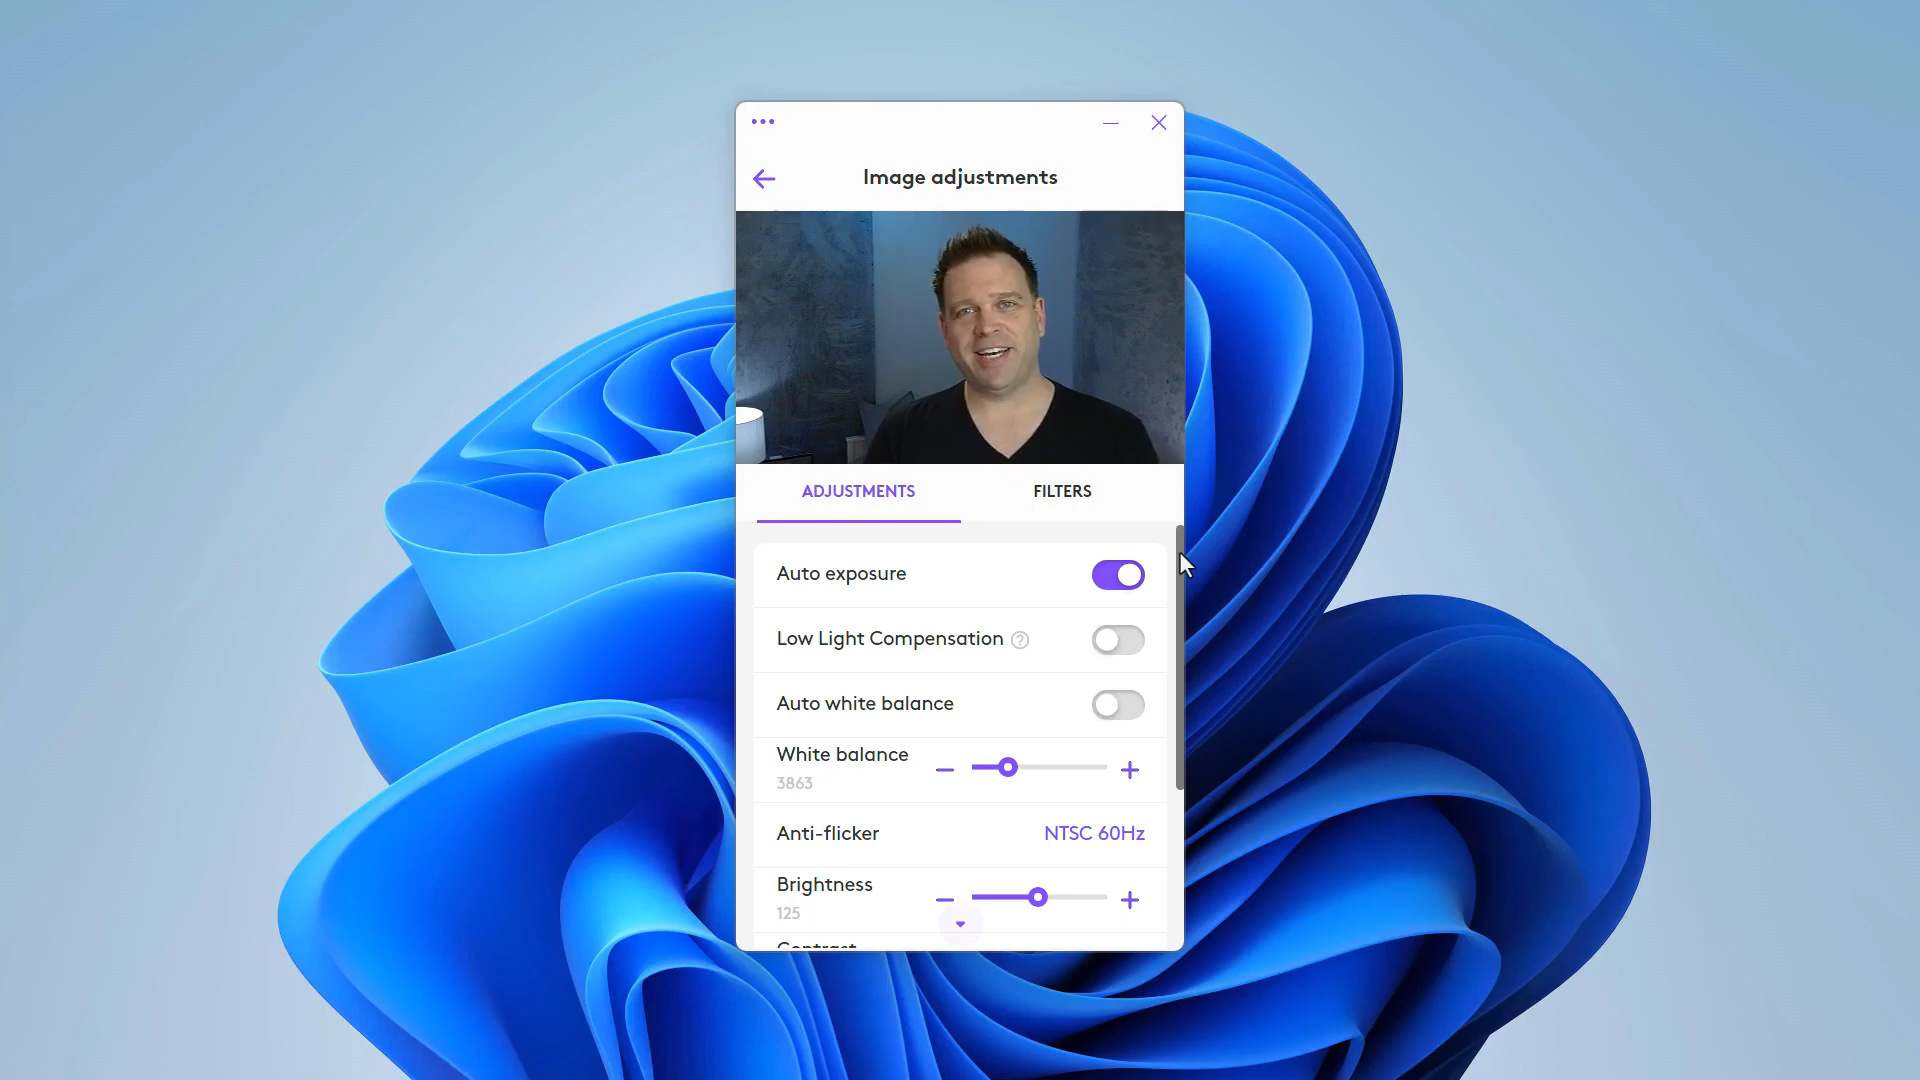 Image adjustments
ADJUSTMENTS FILTERS
Auto exposure
Low Light Compensation ?
Auto white balance
White balance
3863
Anti-flicker NTSC 60Hz
Brightness
125
Contrast